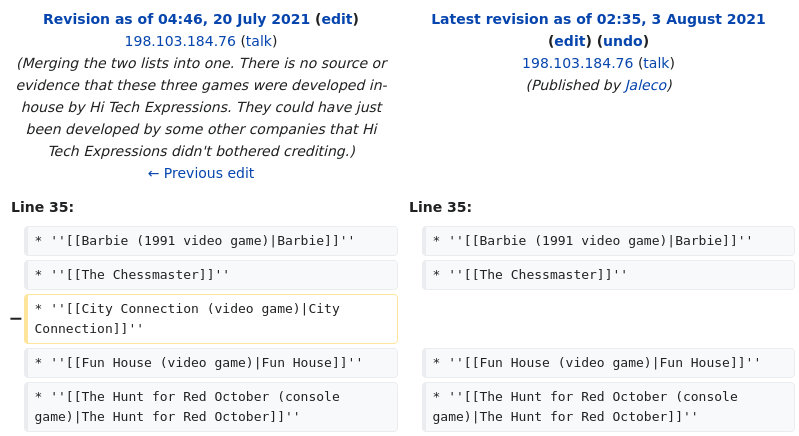 Revision as of 04:46, 20 July 2021 (edit)
198.103.184.76 (talk)
(Merging the two lists into one. There is no source or
evidence that these three games were developed in-
house by Hi Tech Expressions. They could have just
been developed by some other companies that Hi
Tech Expressions didn't bothered crediting.)
← Previous edit
Latest revision as of 02:35, 3 August 2021
(edit) (undo)
198.103.184.76 (talk)
(Published by Jaleco)
Line 35:
Line 35:
* ''[[Barbie (1991 video game)|Barbie]]''
* ''[[Barbie (1991 video game)|Barbie]]''
* ''[[The Chessmaster]]''
* ''[[The Chessmaster]]''
− * ''[[City Connection (video game)|City
Connection]]''
* ''[[Fun House (video game)|Fun House]]''
* ''[[Fun House (video game)|Fun House]]''
* ''[[The Hunt for Red October (console
game)|The Hunt for Red October]]''
* ''[[The Hunt for Red October (console
game)|The Hunt for Red October]]''